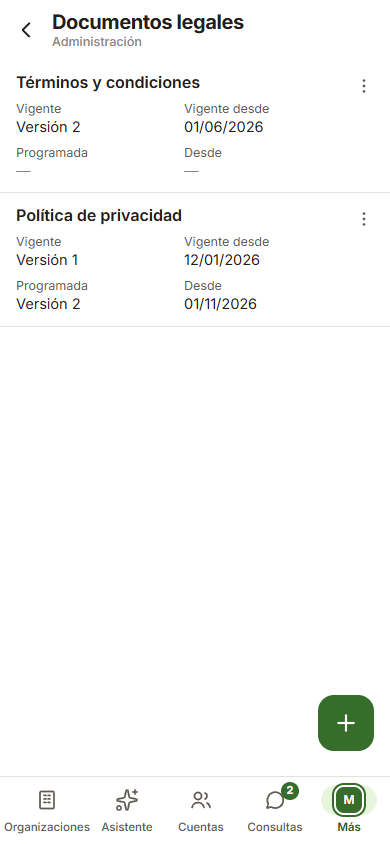 Documentos legales
Administración
Términos y condiciones
Vigente
Vigente desde
Versión 2
01/06/2026
Programada
Desde
—
—
Política de privacidad
Vigente
Vigente desde
Versión 1
12/01/2026
Programada
Desde
Versión 2
01/11/2026
2
M
Organizaciones
Asistente
Cuentas
Consultas
Más